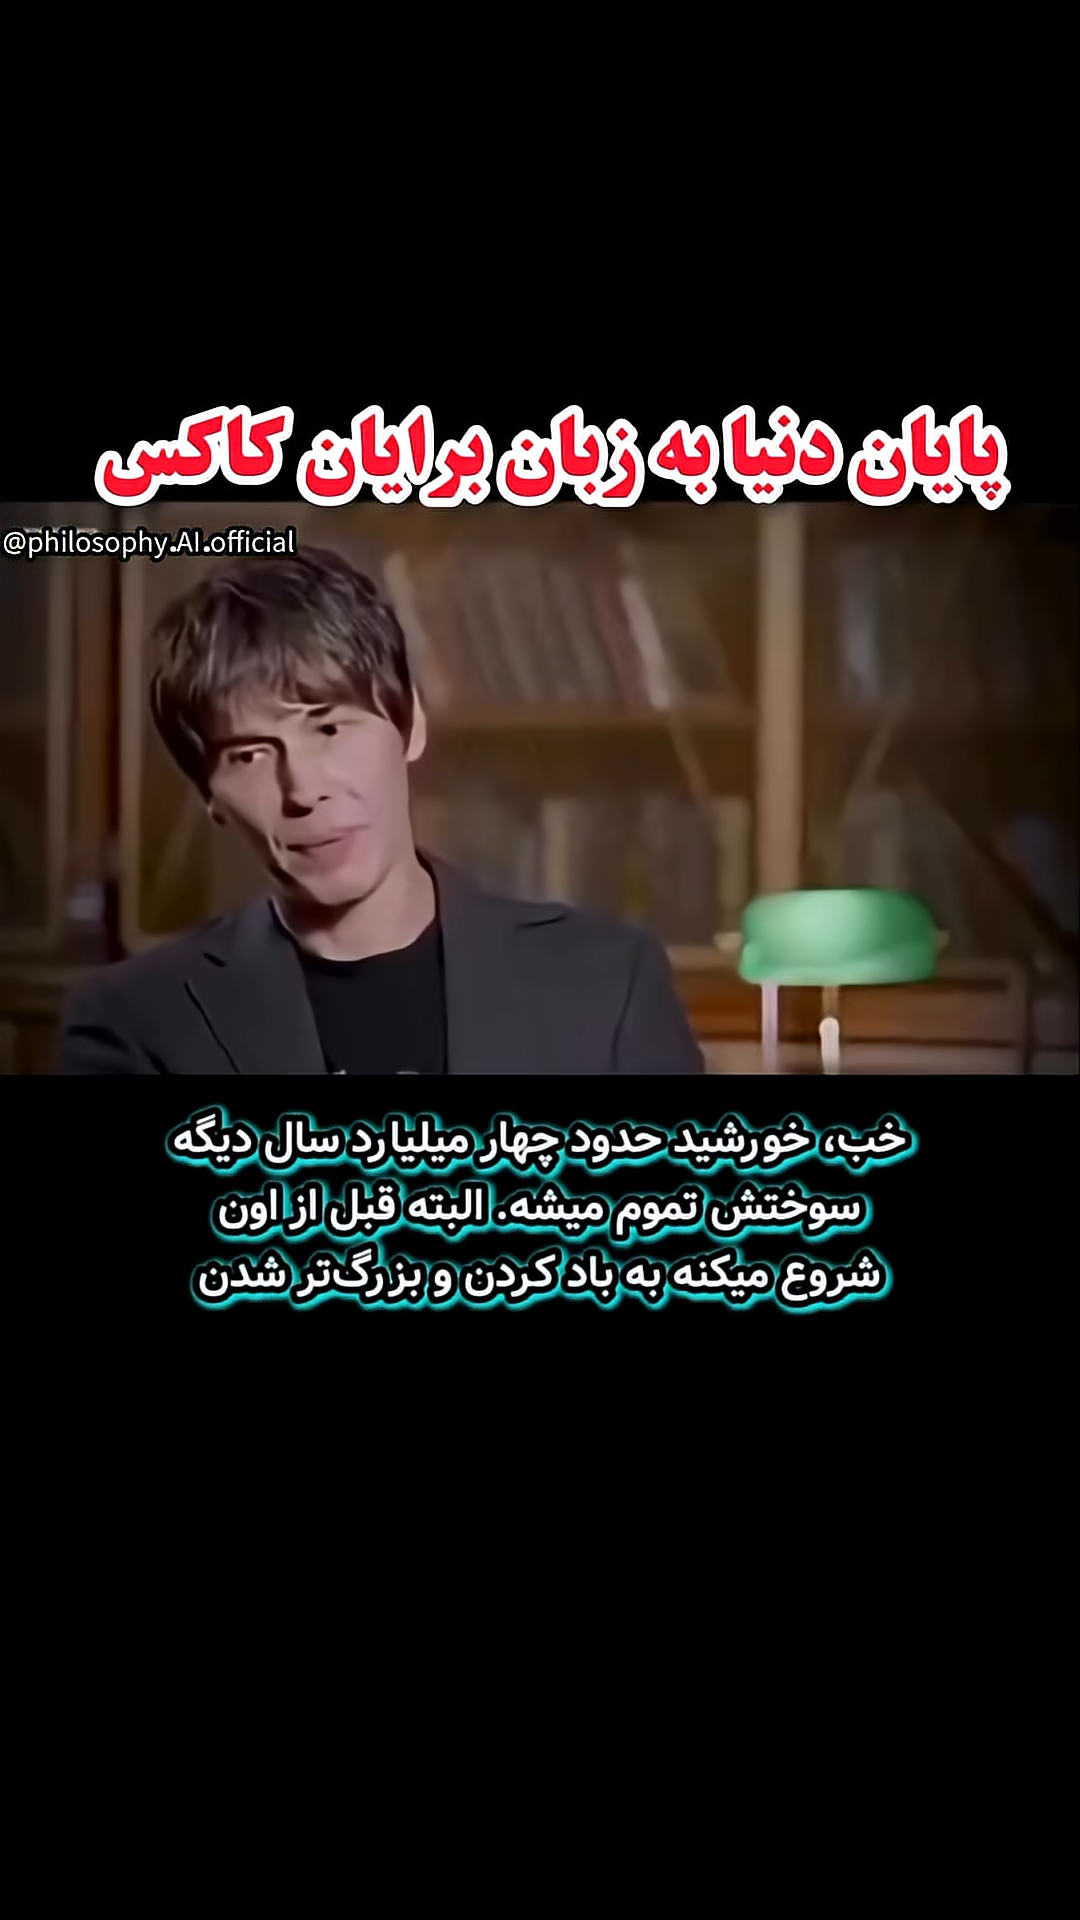 پایان دنیا به زبان برایان کاکس
@philosophy.AI.official
خب، خورشید حدود چهار میلیارد سال دیگه
سوختش تموم میشه. البته قبل از اون
شروع میکنه به باد کردن و بزرگ‌تر شدن